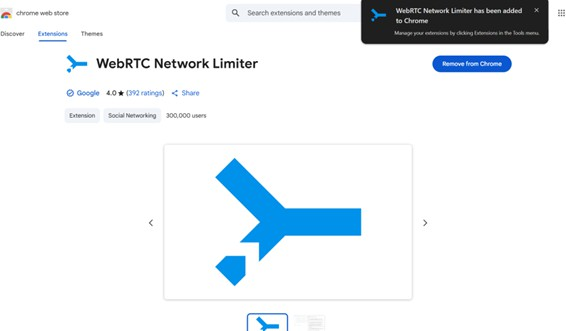 chrome web store
Search extensions and themes
WebRTC Network Limiter has been added
to Chrome
Manage your extensions by clicking Extensions in the Tools menu.
Discover
Extensions
Themes
WebRTC Network Limiter
Remove from Chrome
Google
4.0 ★ (392 ratings)
Share
Extension
Social Networking
300,000 users